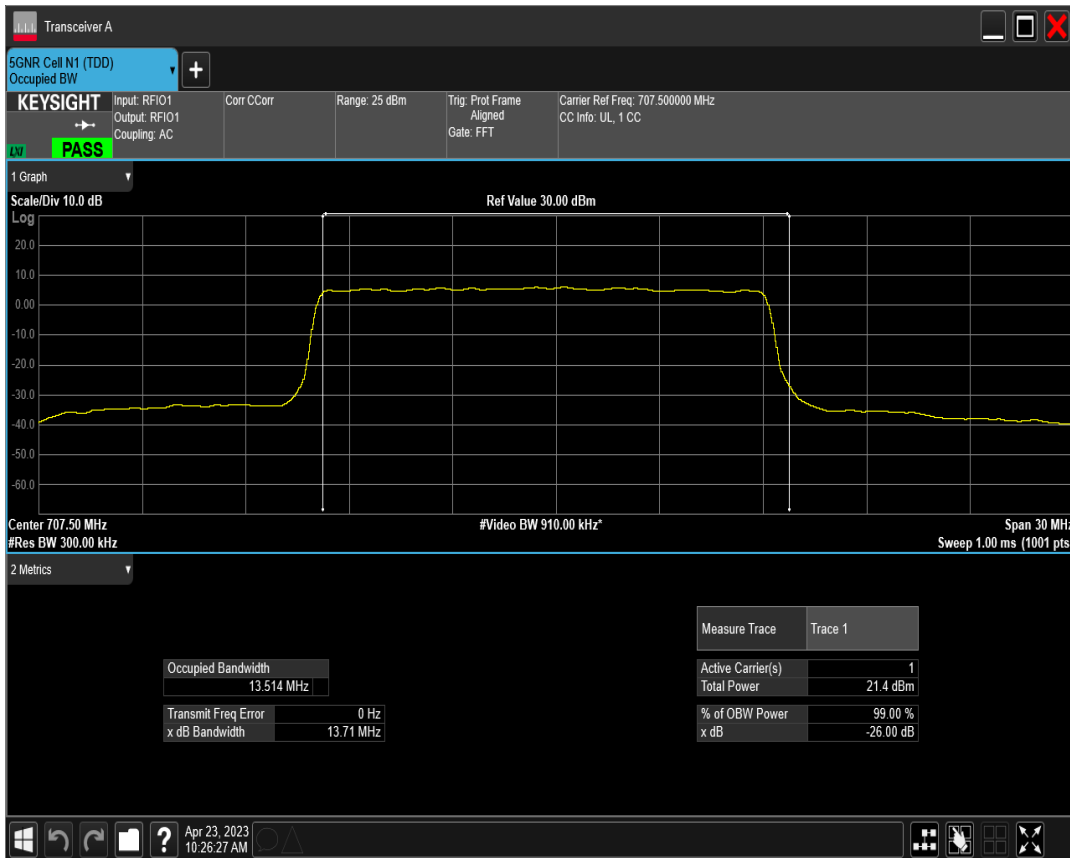 Transceiver A
5GNR Cell N1 (TDD)
Occupied BW
+
KEYSIGHT
LXI
PASS
Input: RFIO1
Output: RFIO1
Coupling: AC
Corr CCorr
Range: 25 dBm
Trig: Prot Frame
Aligned
Gate: FFT
Carrier Ref Freq: 707.500000 MHz
CC Info: UL, 1 CC
1 Graph
Scale/Div 10.0 dB
Ref Value 30.00 dBm
Log
20.0
10.0
0.00
-10.0
-20.0
-30.0
-40.0
-50.0
-60.0
Center 707.50 MHz
#Video BW 910.00 kHz*
Span 30 MHz
#Res BW 300.00 kHz
Sweep 1.00 ms (1001 pts
2 Metrics
Measure Trace Trace 1
Occupied Bandwidth
13.514 MHz
Active Carrier(s) 1
Total Power 21.4 dBm
Transmit Freq Error 0 Hz
x dB Bandwidth 13.71 MHz
% of OBW Power 99.00 %
x dB -26.00 dB
?
Apr 23, 2023
10:26:27 AM